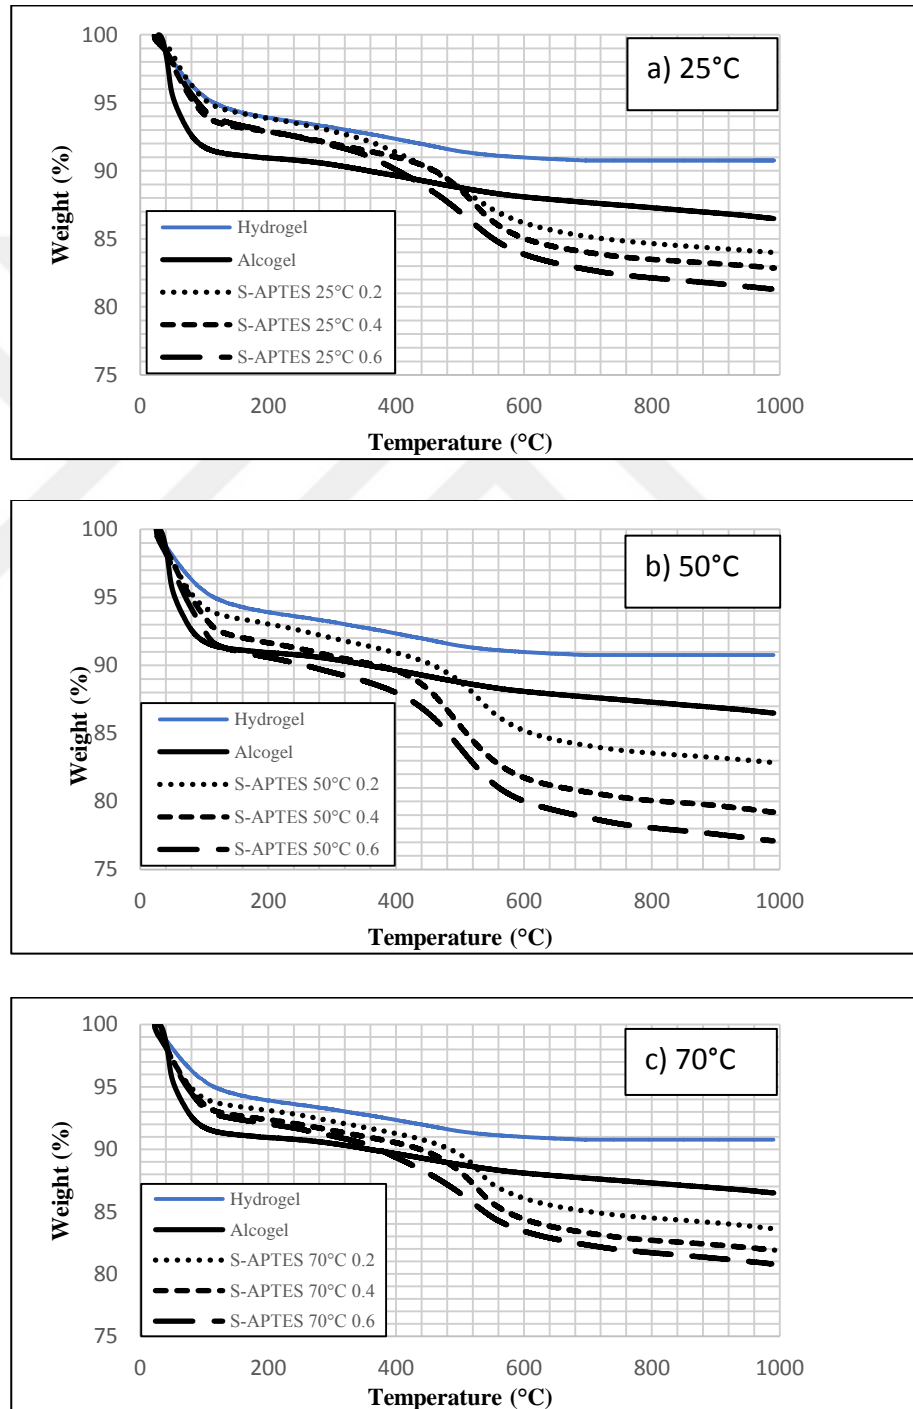 a) 25°C
Weight (%)
100
95
90
85
80
75
Hydrogel
Alcogel
S-APTES 25°C 0.2
S-APTES 25°C 0.4
S-APTES 25°C 0.6
0 200 400 600 800 1000
Temperature (°C)
b) 50°C
Weight (%)
100
95
90
85
80
75
Hydrogel
Alcogel
S-APTES 50°C 0.2
S-APTES 50°C 0.4
S-APTES 50°C 0.6
0 200 400 600 800 1000
Temperature (°C)
c) 70°C
Weight (%)
100
95
90
85
80
75
Hydrogel
Alcogel
S-APTES 70°C 0.2
S-APTES 70°C 0.4
S-APTES 70°C 0.6
0 200 400 600 800 1000
Temperature (°C)